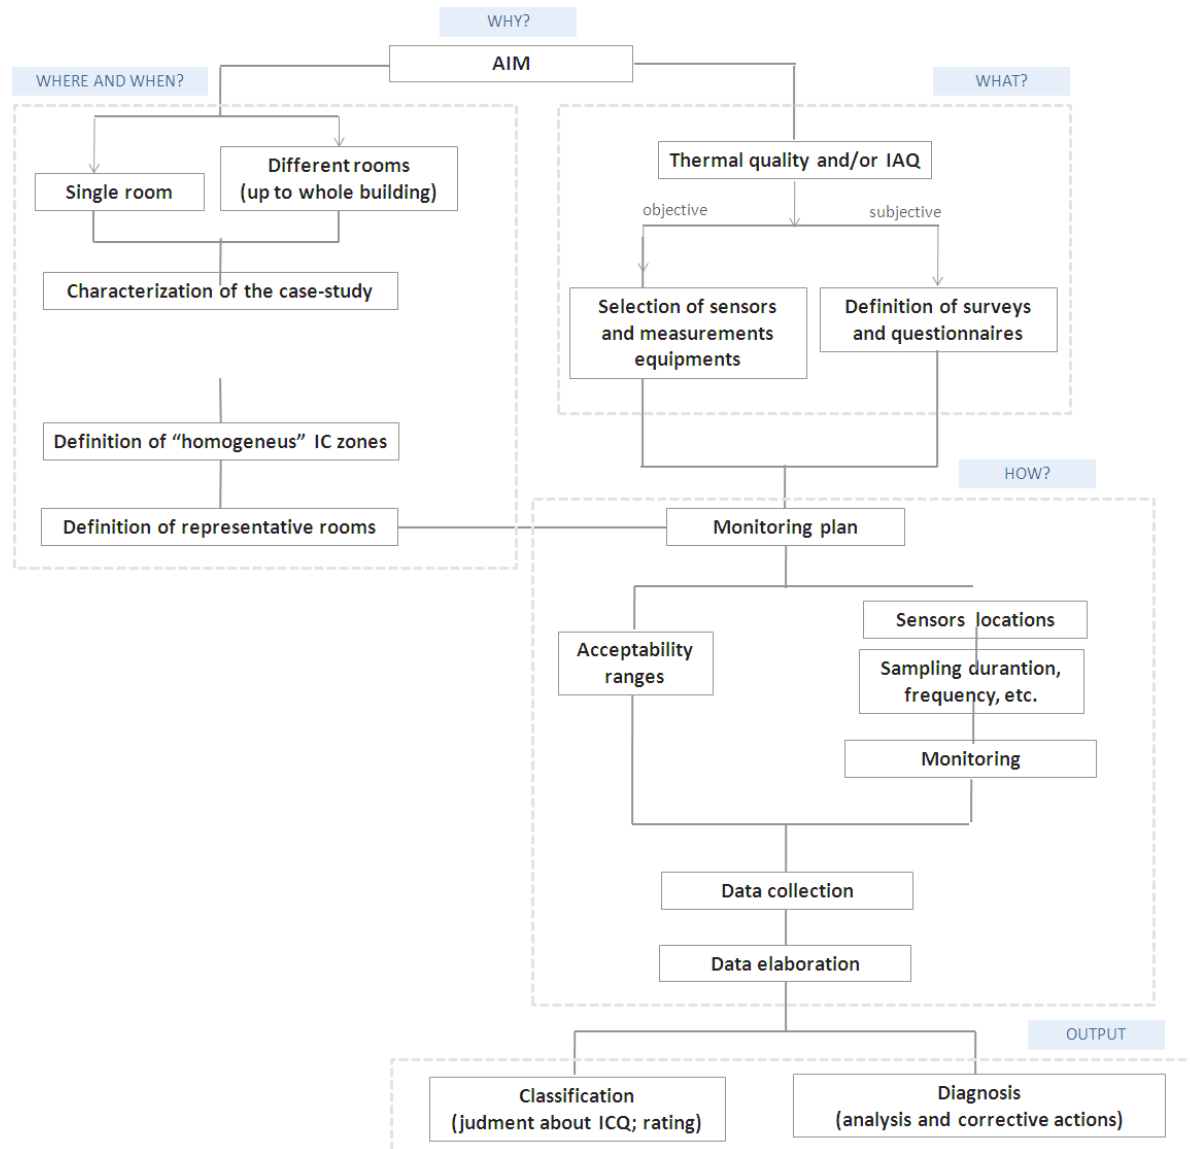 WHY?
AIM
WHERE AND WHEN?
WHAT?
Single room
Different rooms
(up to whole building)
Characterization of the case-study
Definition of “homogeneus” IC zones
Definition of representative rooms
Thermal quality and/or IAQ
objective
subjective
Selection of sensors
and measurements
equipments
Definition of surveys
and questionnaires
HOW?
Monitoring plan
Acceptability
ranges
Sensors locations
Sampling durantion,
frequency, etc.
Monitoring
Data collection
Data elaboration
OUTPUT
Classification
(judgment about ICQ; rating)
Diagnosis
(analysis and corrective actions)